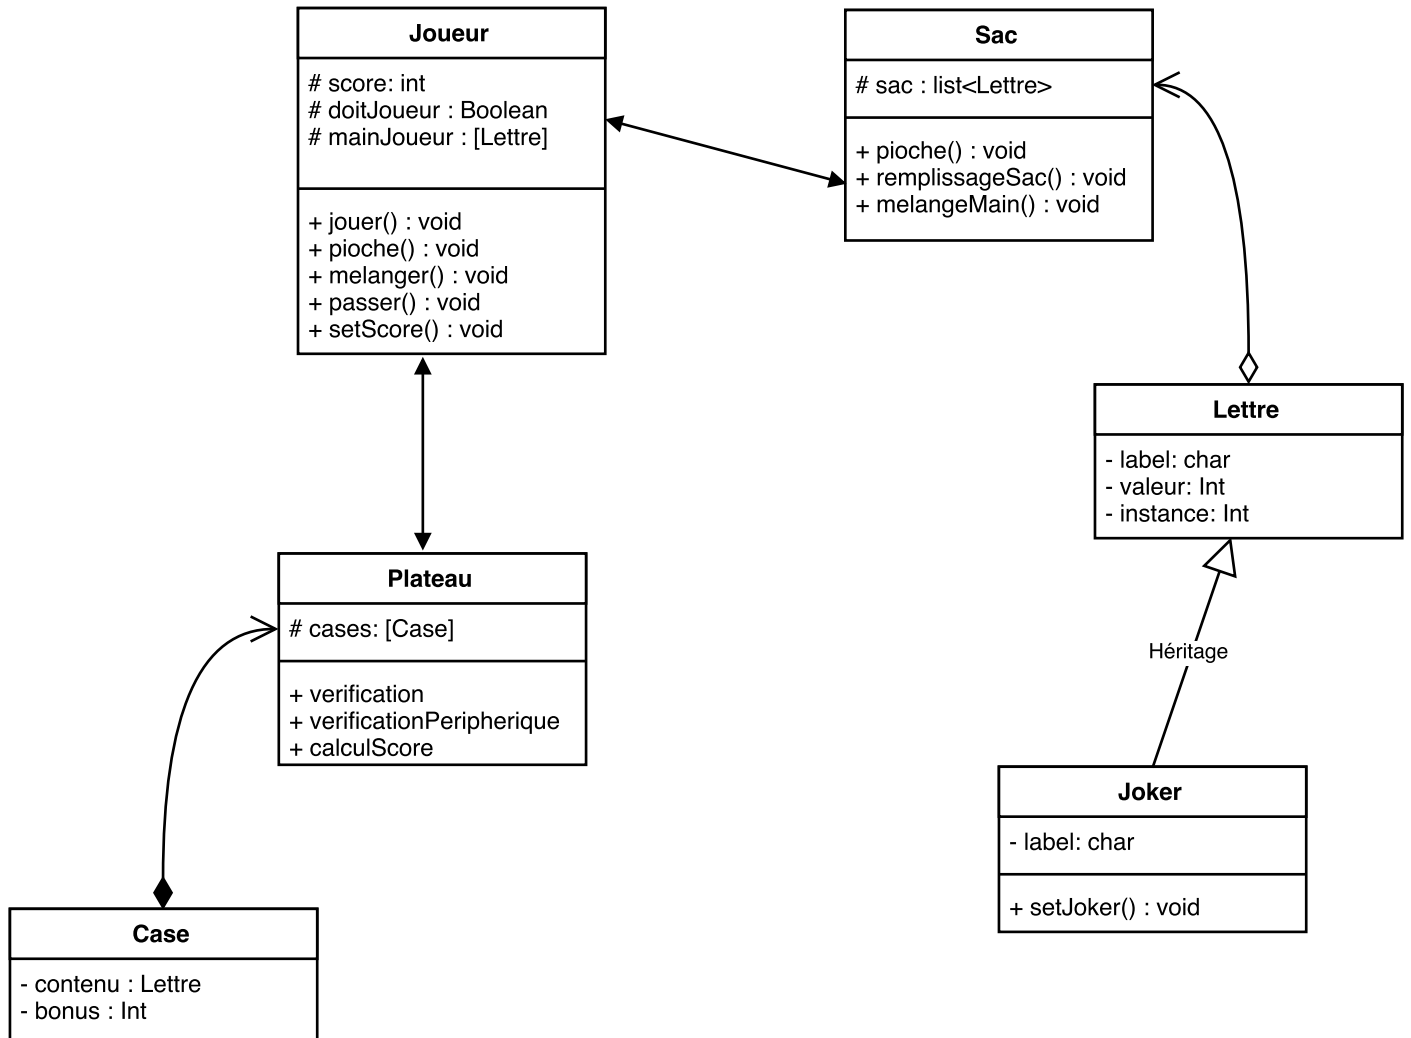 Joueur
# score: int
# doitJoueur : Boolean
# mainJoueur : [Lettre]
+ jouer() : void
+ pioche() : void
+ melanger() : void
+ passer() : void
+ setScore() : void
Sac
# sac : list<Lettre>
+ pioche() : void
+ remplissageSac() : void
+ melangeMain() : void
Lettre
- label: char
- valeur: Int
- instance: Int
Plateau
# cases: [Case]
+ verification
+ verificationPeripherique
+ calculScore
Héritage
Joker
- label: char
+ setJoker() : void
Case
- contenu : Lettre
- bonus : Int